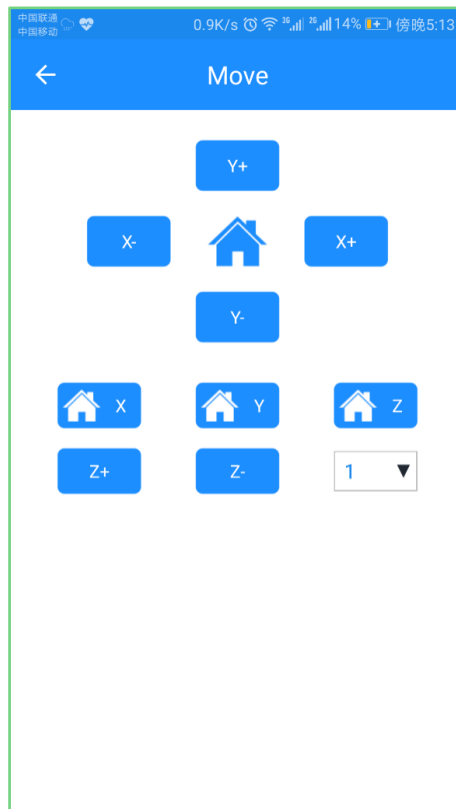 中国联通
中国移动
0.9K/s 3G 2G 14% 傍晚5:13
Move
Y+
X-
X+
Y-
X
Y
Z
Z+
Z-
1